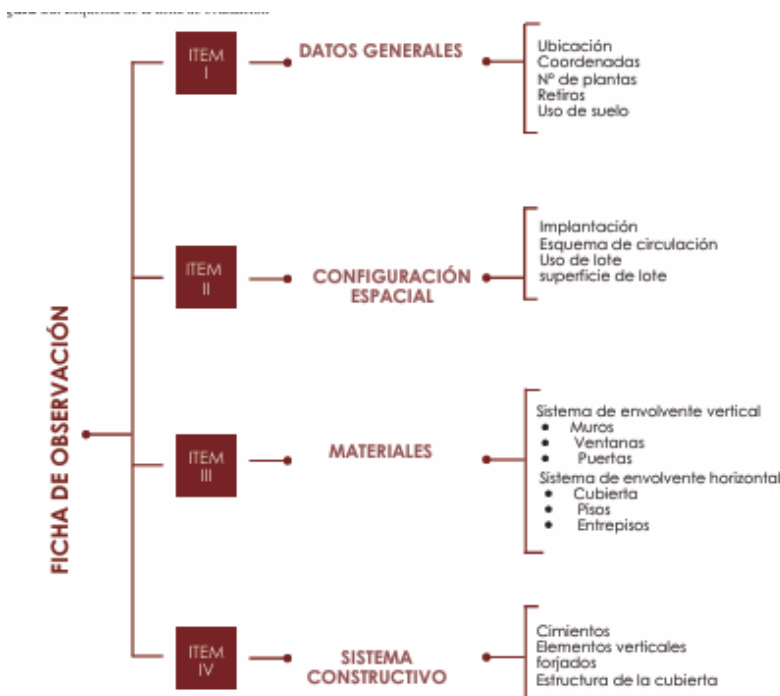 ITEM
I
DATOS GENERALES
Ubicación
Coordenadas
Nº de plantas
Retiros
Uso de suelo
ITEM
II
CONFIGURACIÓN
ESPACIAL
Implantación
Esquema de circulación
Uso de lote
superficie de lote
FICHA DE OBSERVACIÓN
ITEM
III
MATERIALES
Sistema de envolvente vertical
● Muros
● Ventanas
● Puertas
Sistema de envolvente horizontal
● Cubierta
● Pisos
● Entrepisos
ITEM
IV
SISTEMA
CONSTRUCTIVO
Cimientos
Elementos verticales
forjados
Estructura de la cubierta